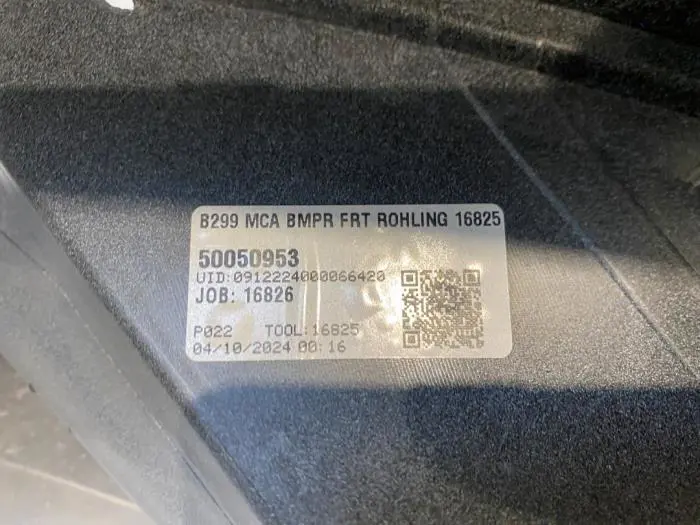 B299 MCA BMPR FRT ROHLING 16825
50050953
UID:0912224000066420
JOB: 16826
P022 TOOL:16825
04/10/2024 00:16